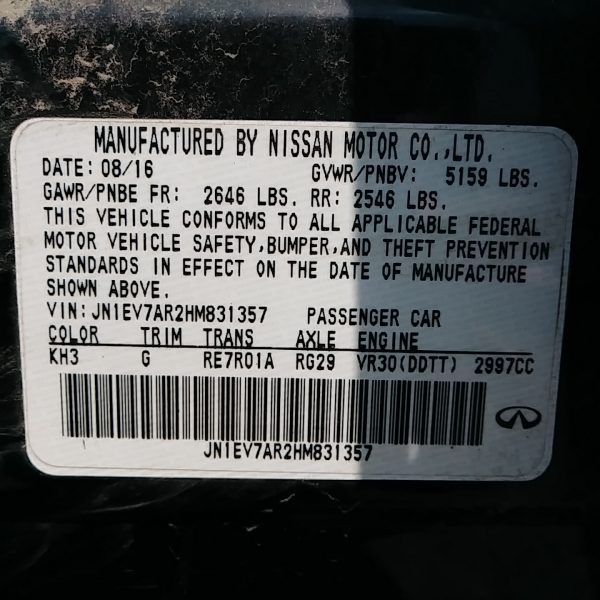 MANUFACTURED BY NISSAN MOTOR CO.,LTD.
DATE: 08/16 GVWR/PNBV: 5159 LBS.
GAWR/PNBE FR: 2646 LBS. RR: 2546 LBS.
THIS VEHICLE CONFORMS TO ALL APPLICABLE FEDERAL
MOTOR VEHICLE SAFETY,BUMPER,AND THEFT PREVENTION
STANDARDS IN EFFECT ON THE DATE OF MANUFACTURE
SHOWN ABOVE.
VIN:JN1EV7AR2HM831357 PASSENGER CAR
COLOR TRIM TRANS AXLE ENGINE
KH3 G RE7R01A RG29 VR30(DDTT) 2997CC
JN1EV7AR2HM831357